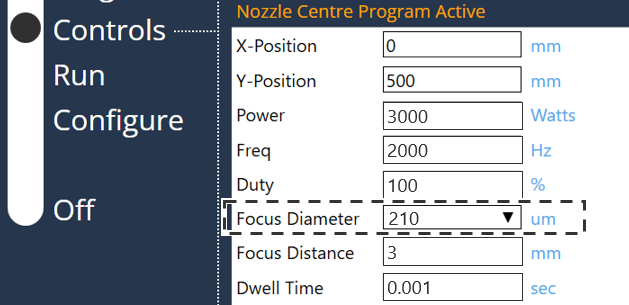 Nozzle Centre Program Active
Controls
Run
Configure
Off
X-Position 0 mm
Y-Position 500 mm
Power 3000 Watts
Freq 2000 Hz
Duty 100 %
Focus Diameter 210 um
Focus Distance 3 mm
Dwell Time 0.001 sec